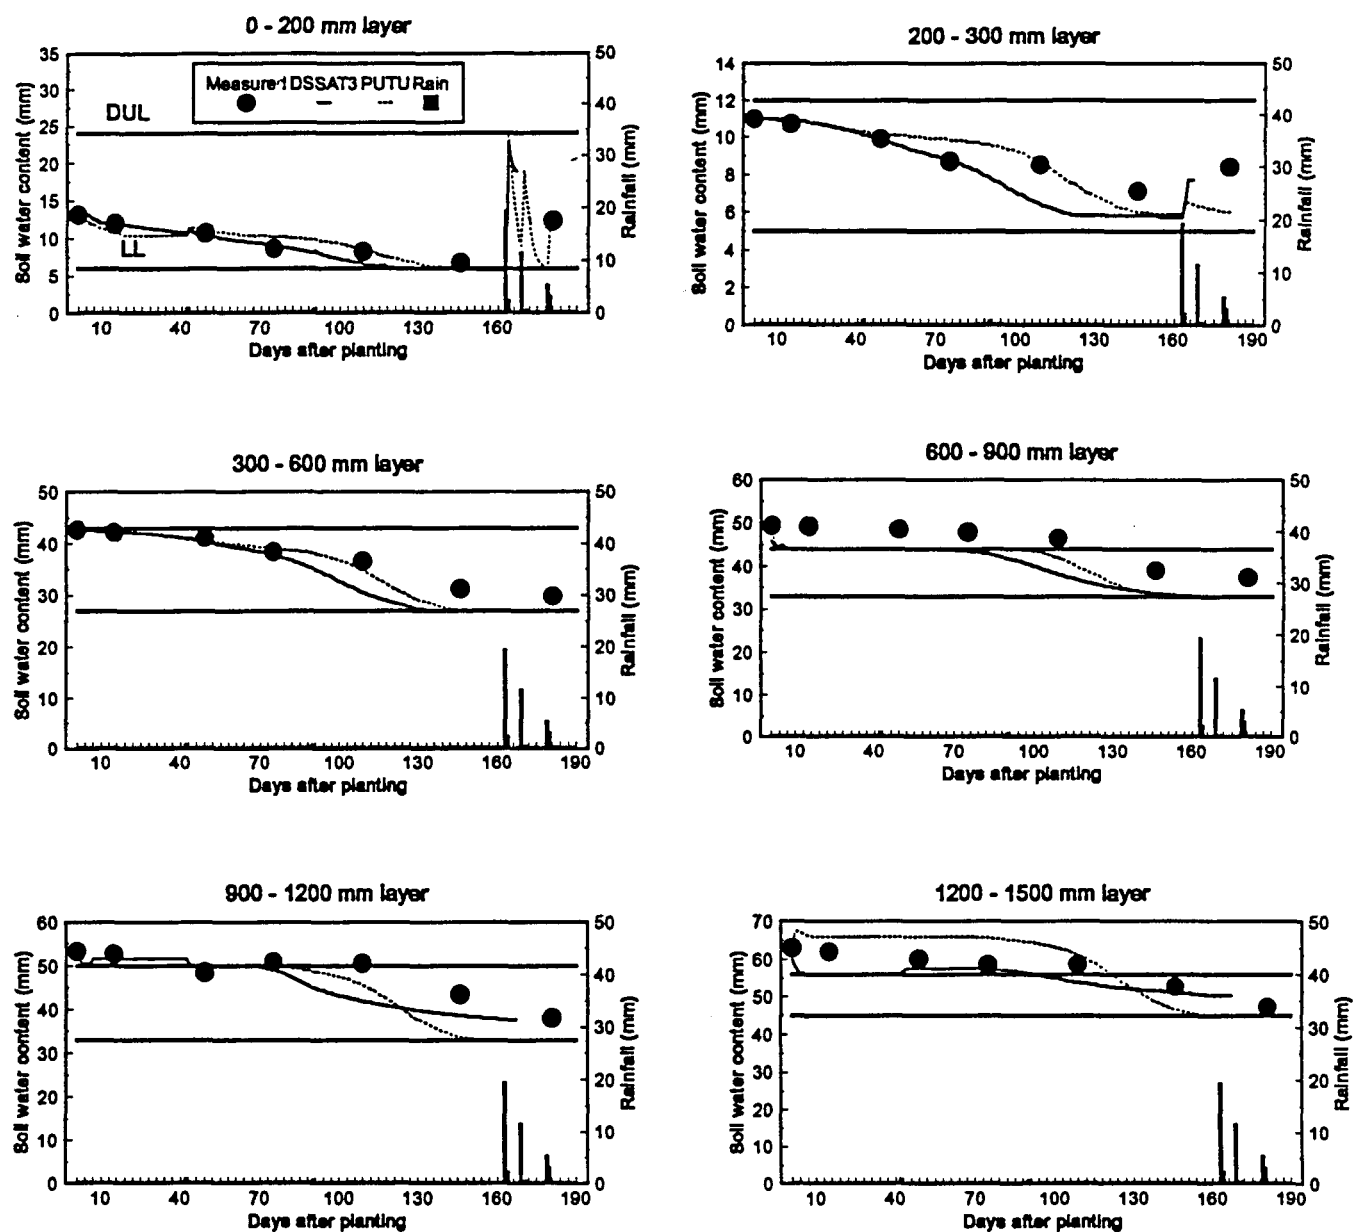 0 - 200 mm layer
35
30
25
20
15
10
5
0
Soil water content (mm)
Measured DSSAT3 PUTU Rain
DUL
LL
50
40
30
20
10
0
Rainfall (mm)
10 40 70 100 130 160
Days after planting
200 - 300 mm layer
14
12
10
8
6
4
2
0
Soil water content (mm)
50
40
30
20
10
0
Rainfall (mm)
10 40 70 100 130 160 190
Days after planting
300 - 600 mm layer
50
40
30
20
10
0
Soil water content (mm)
50
40
30
20
10
0
Rainfall (mm)
10 40 70 100 130 160 190
Days after planting
600 - 900 mm layer
60
50
40
30
20
10
0
Soil water content (mm)
50
40
30
20
10
0
Rainfall (mm)
10 40 70 100 130 160 190
Days after planting
900 - 1200 mm layer
60
50
40
30
20
10
0
Soil water content (mm)
50
40
30
20
10
0
Rainfall (mm)
10 40 70 100 130 160 190
Days after planting
1200 - 1500 mm layer
70
60
50
40
30
20
10
0
Soil water content (mm)
50
40
30
20
10
0
Rainfall (mm)
10 40 70 100 130 160 190
Days after planting